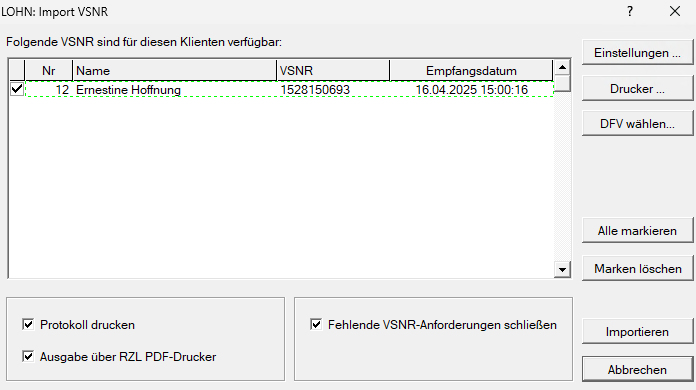 LOHN: Import VSNR
Folgende VSNR sind für diesen Klienten verfügbar:
Nr Name VSNR Empfangsdatum
12 Ernestine Hoffnung 1528150693 16.04.2025 15:00:16
Einstellungen ...
Drucker ...
DFV wählen...
Alle markieren
Marken löschen
Protokoll drucken
Ausgabe über RZL PDF-Drucker
Fehlende VSNR-Anforderungen schließen
Importieren
Abbrechen